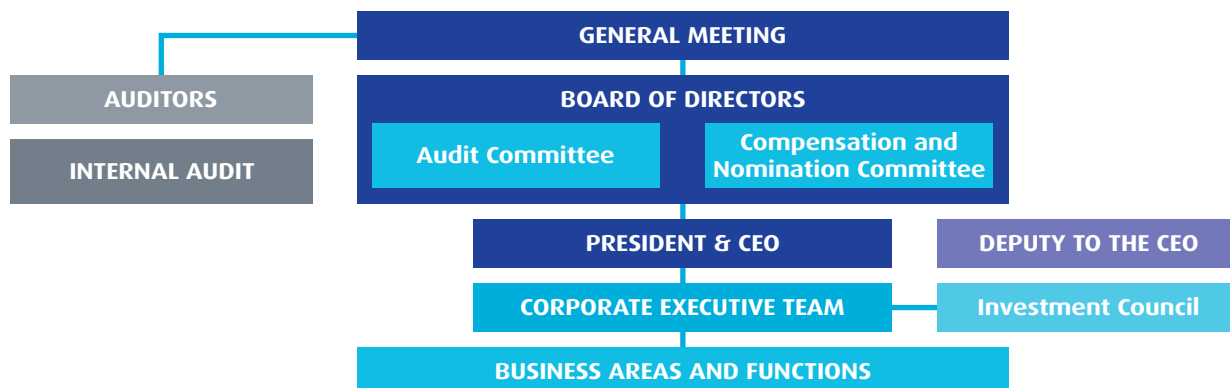 GENERAL MEETING
AUDITORS
BOARD OF DIRECTORS
Audit Committee
Compensation and
Nomination Committee
INTERNAL AUDIT
PRESIDENT & CEO
DEPUTY TO THE CEO
CORPORATE EXECUTIVE TEAM
Investment Council
BUSINESS AREAS AND FUNCTIONS